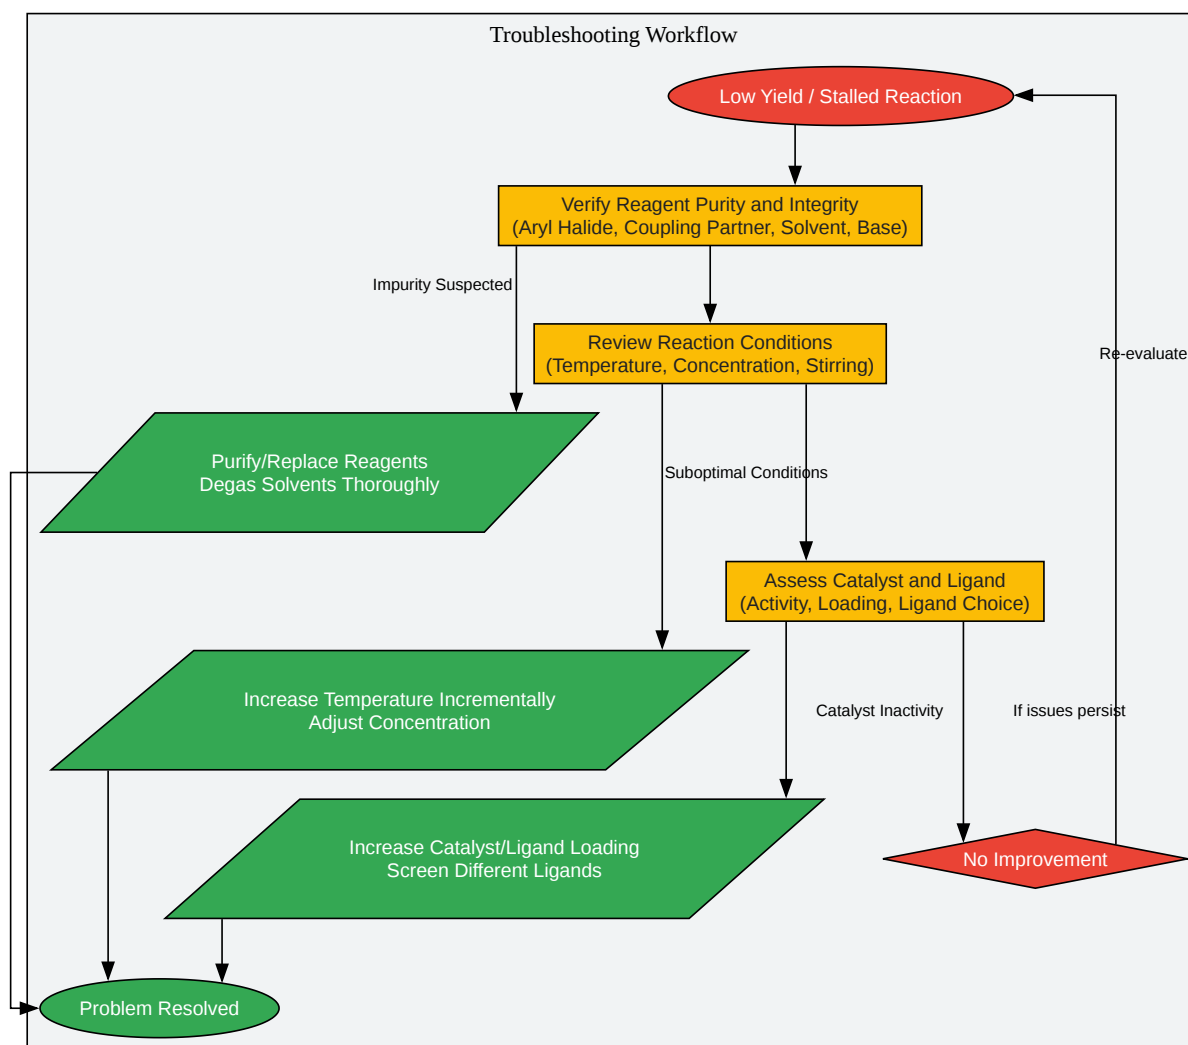 Troubleshooting Workflow
Low Yield / Stalled Reaction
Verify Reagent Purity and Integrity
(Aryl Halide, Coupling Partner, Solvent, Base)
Impurity Suspected
Review Reaction Conditions
(Temperature, Concentration, Stirring)
Re-evaluate
Purify/Replace Reagents
Degas Solvents Thoroughly
Suboptimal Conditions
Assess Catalyst and Ligand
(Activity, Loading, Ligand Choice)
Increase Temperature Incrementally
Adjust Concentration
Catalyst Inactivity
If issues persist
Increase Catalyst/Ligand Loading
Screen Different Ligands
No Improvement
Problem Resolved